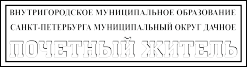 ВНУТРИГОРОДСКОЕ МУНИЦИПАЛЬНОЕ ОБРАЗОВАНИЕ
САНКТ-ПЕТЕРБУРГА МУНИЦИПАЛЬНЫЙ ОКРУГ ДАЧНОЕ
ПОЧЕТНЫЙ ЖИТЕЛЬ